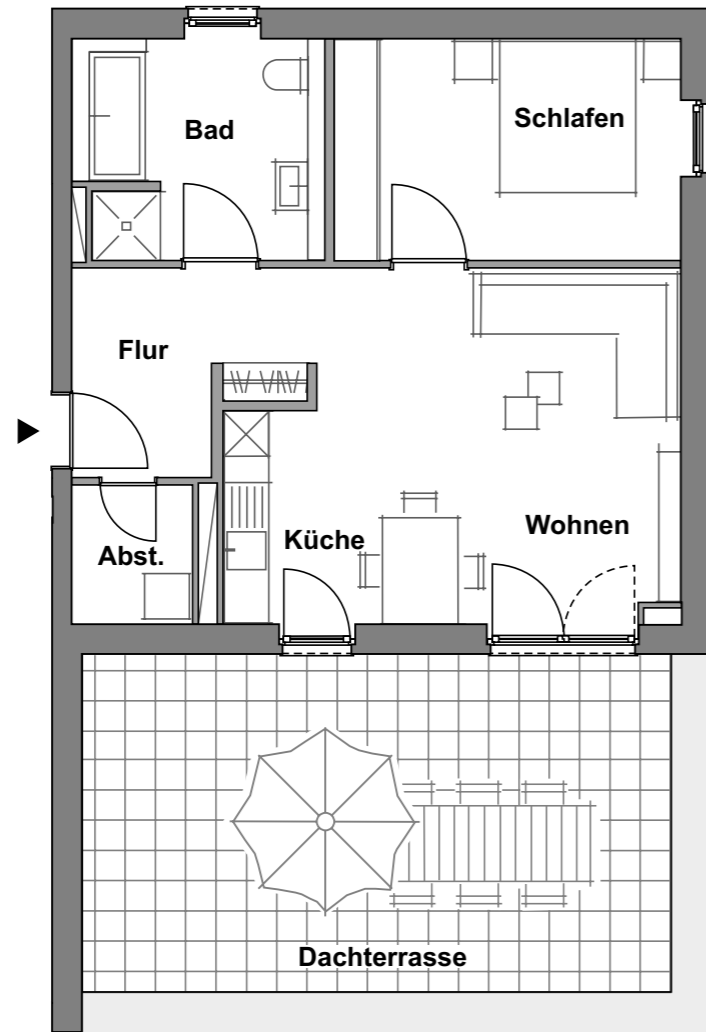 Bad
Schlafen
Flur
Küche
Wohnen
Abst.
Dachterrasse